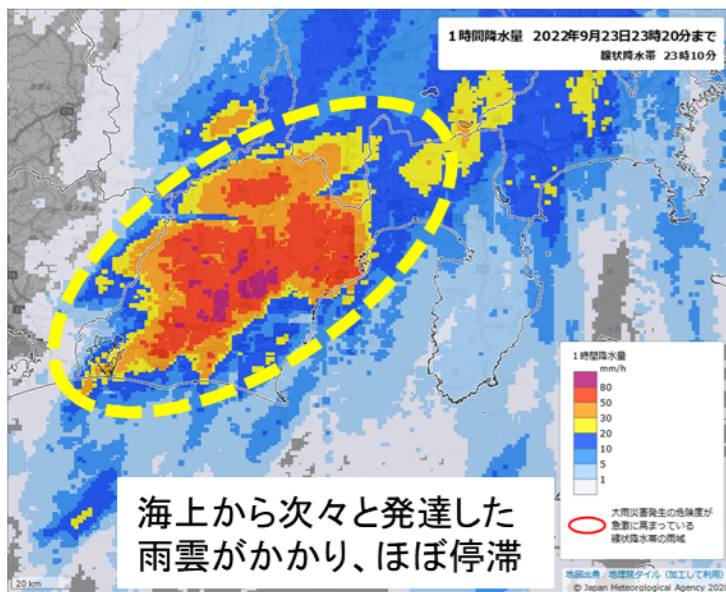 1時間降水量 2022年9月23日23時20分まで
線状降水帯 23時10分
1時間降水量
mm/h
80
50
30
20
10
5
1
大雨災害発生の危険度が
急激に高まっている
線状降水帯の雨域
海上から次々と発達した
雨雲がかかり、ほぼ停滞
20 km
地図出典：地理院タイル（加工して利用）
© Japan Meteorological Agency 2020